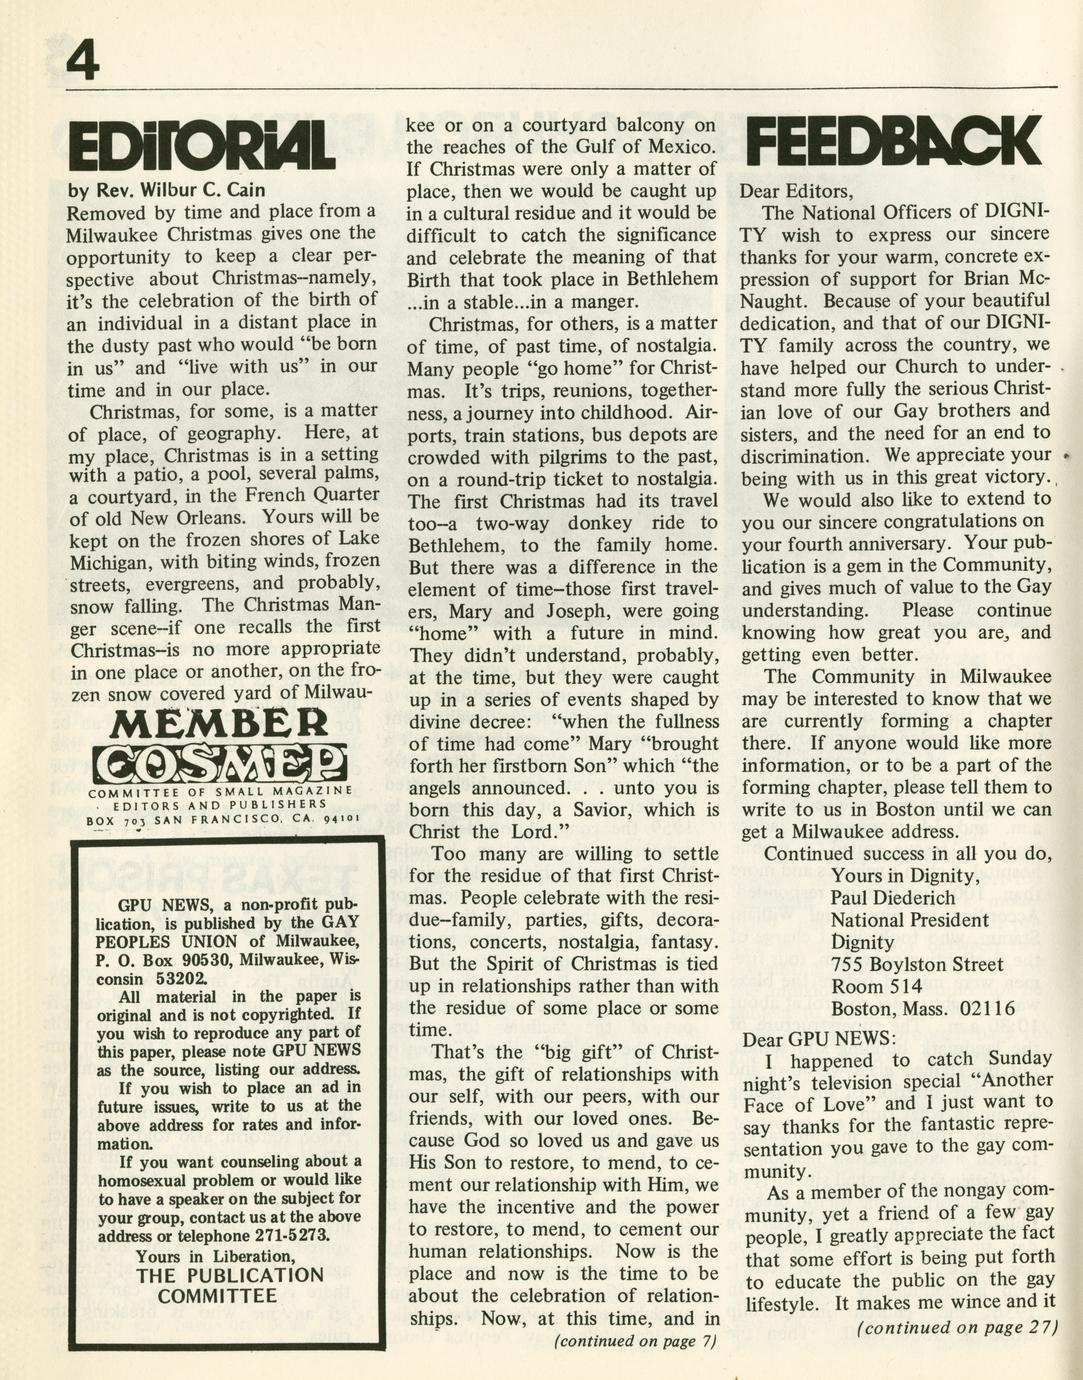 4
EDITORIAL
by Rev. Wilbur C. Cain
Removed by time and place from a
Milwaukee Christmas gives one the
opportunity to keep a clear per-
spective about Christmas--namely,
it's the celebration of the birth of
an individual in a distant place in
the dusty past who would “be born
in us” and “live with us” in our
time and in our place.
Christmas, for some, is a matter
of place, of geography. Here, at
my place, Christmas is in a setting
with a patio, a pool, several palms,
a courtyard, in the French Quarter
of old New Orleans. Yours will be
kept on the frozen shores of Lake
Michigan, with biting winds, frozen
streets, evergreens, and probably,
snow falling. The Christmas Man-
ger scene--if one recalls the first
Christmas--is no more appropriate
in one place or another, on the fro-
zen snow covered yard of Milwau-
MEMBER
COSMEP
COMMITTEE OF SMALL MAGAZINE
EDITORS AND PUBLISHERS
BOX 703 SAN FRANCISCO, CA. 94101
GPU NEWS, a non-profit pub-
lication, is published by the GAY
PEOPLES UNION of Milwaukee,
P. O. Box 90530, Milwaukee, Wis-
consin 53202.
All material in the paper is
original and is not copyrighted. If
you wish to reproduce any part of
this paper, please note GPU NEWS
as the source, listing our address.
If you wish to place an ad in
future issues, write to us at the
above address for rates and infor-
mation.
If you want counseling about a
homosexual problem or would like
to have a speaker on the subject for
your group, contact us at the above
address or telephone 271-5273.
Yours in Liberation,
THE PUBLICATION
COMMITTEE
kee or on a courtyard balcony on
the reaches of the Gulf of Mexico.
If Christmas were only a matter of
place, then we would be caught up
in a cultural residue and it would be
difficult to catch the significance
and celebrate the meaning of that
Birth that took place in Bethlehem
...in a stable...in a manger.
Christmas, for others, is a matter
of time, of past time, of nostalgia.
Many people “go home” for Christ-
mas. It's trips, reunions, together-
ness, a journey into childhood. Air-
ports, train stations, bus depots are
crowded with pilgrims to the past,
on a round-trip ticket to nostalgia.
The first Christmas had its travel
too--a two-way donkey ride to
Bethlehem, to the family home.
But there was a difference in the
element of time--those first travel-
ers, Mary and Joseph, were going
“home” with a future in mind.
They didn't understand, probably,
at the time, but they were caught
up in a series of events shaped by
divine decree: “when the fullness
of time had come” Mary “brought
forth her firstborn Son” which “the
angels announced. . . unto you is
born this day, a Savior, which is
Christ the Lord.”
Too many are willing to settle
for the residue of that first Christ-
mas. People celebrate with the resi-
due--family, parties, gifts, decora-
tions, concerts, nostalgia, fantasy.
But the Spirit of Christmas is tied
up in relationships rather than with
the residue of some place or some
time.
That's the “big gift” of Christ-
mas, the gift of relationships with
our self, with our peers, with our
friends, with our loved ones. Be-
cause God so loved us and gave us
His Son to restore, to mend, to ce-
ment our relationship with Him, we
have the incentive and the power
to restore, to mend, to cement our
human relationships. Now is the
place and now is the time to be
about the celebration of relation-
ships. Now, at this time, and in
(continued on page 7)
FEEDBACK
Dear Editors,
The National Officers of DIGNI-
TY wish to express our sincere
thanks for your warm, concrete ex-
pression of support for Brian Mc-
Naught. Because of your beautiful
dedication, and that of our DIGNI-
TY family across the country, we
have helped our Church to under-
stand more fully the serious Christ-
ian love of our Gay brothers and
sisters, and the need for an end to
discrimination. We appreciate your
being with us in this great victory.
We would also like to extend to
you our sincere congratulations on
your fourth anniversary. Your pub-
lication is a gem in the Community,
and gives much of value to the Gay
understanding. Please continue
knowing how great you are, and
getting even better.
The Community in Milwaukee
may be interested to know that we
are currently forming a chapter
there. If anyone would like more
information, or to be a part of the
forming chapter, please tell them to
write to us in Boston until we can
get a Milwaukee address.
Continued success in all you do,
Yours in Dignity,
Paul Diederich
National President
Dignity
755 Boylston Street
Room 514
Boston, Mass. 02116
Dear GPU NEWS:
I happened to catch Sunday
night's television special “Another
Face of Love” and I just want to
say thanks for the fantastic repre-
sentation you gave to the gay com-
munity.
As a member of the nongay com-
munity, yet a friend of a few gay
people, I greatly appreciate the fact
that some effort is being put forth
to educate the public on the gay
lifestyle. It makes me wince and it
(continued on page 27)